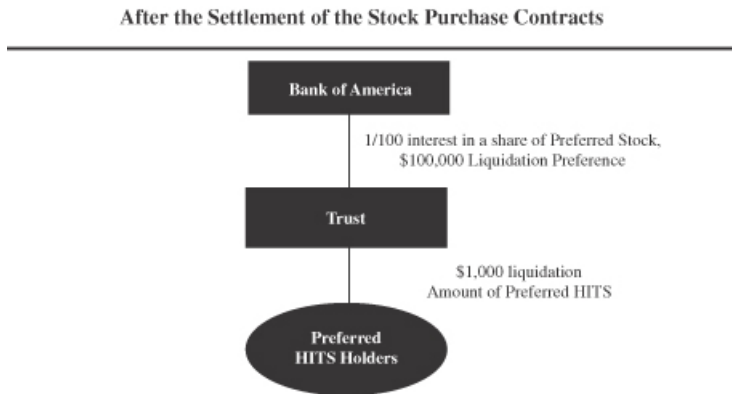 After the Settlement of the Stock Purchase Contracts
Bank of America
1/100 interest in a share of Preferred Stock,
$100,000 Liquidation Preference
Trust
$1,000 liquidation
Amount of Preferred HITS
Preferred
HITS Holders